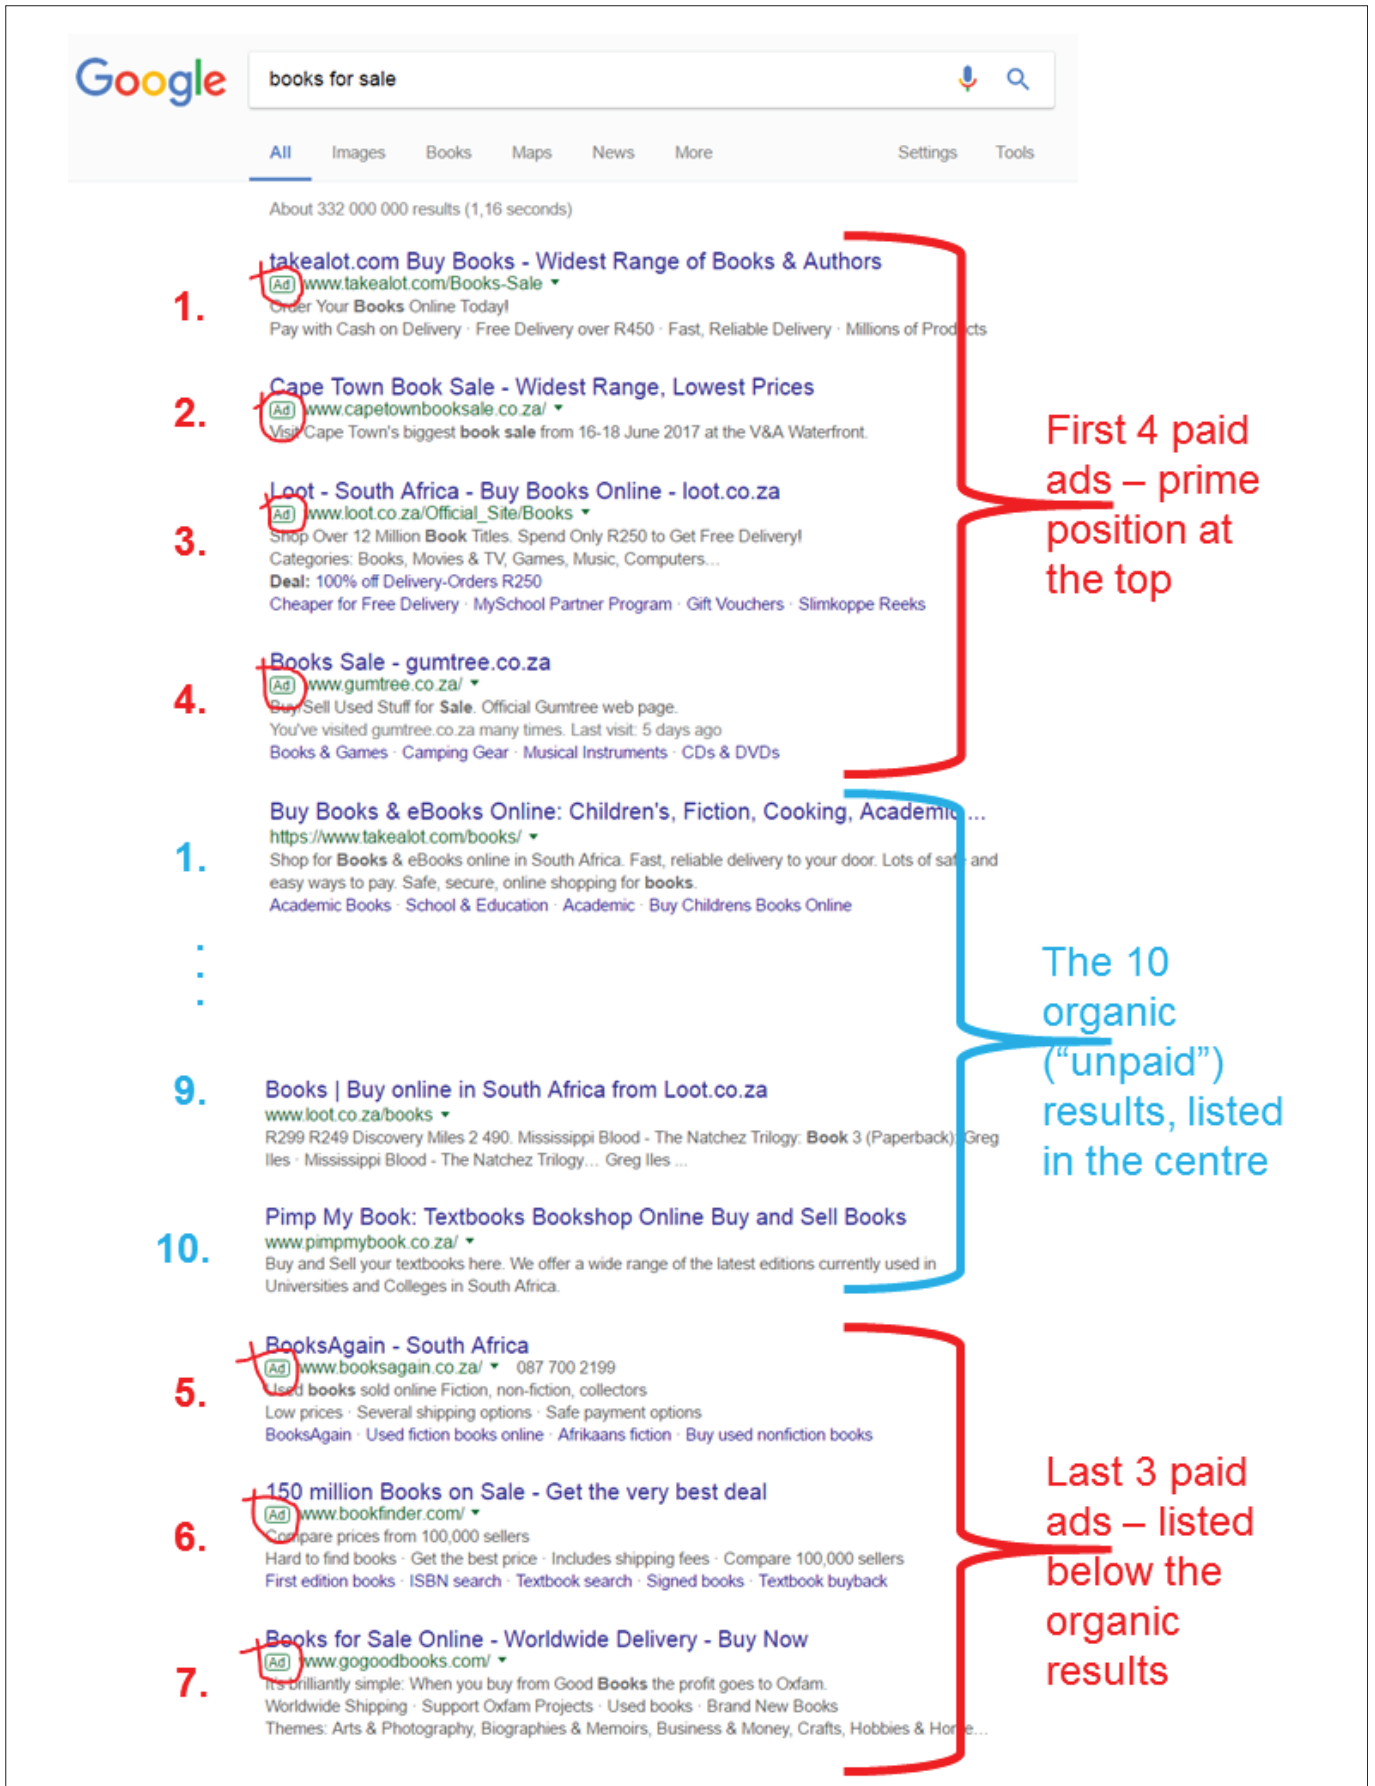 Google
books for sale
All Images Books Maps News More Settings Tools
About 332 000 000 results (1,16 seconds)
takealot.com Buy Books - Widest Range of Books & Authors
Ad www.takealot.com/Books-Sale
1.
Order Your Books Online Today!
Pay with Cash on Delivery · Free Delivery over R450 · Fast, Reliable Delivery · Millions of Products
Cape Town Book Sale - Widest Range, Lowest Prices
2.
Ad www.capetownbooksale.co.za/
Visit Cape Town's biggest book sale from 16-18 June 2017 at the V&A Waterfront.
Loot - South Africa - Buy Books Online - loot.co.za
Ad www.loot.co.za/Official_Site/Books
3.
Shop Over 12 Million Book Titles. Spend Only R250 to Get Free Delivery!
Categories: Books, Movies & TV, Games, Music, Computers...
Deal: 100% off Delivery-Orders R250
Cheaper for Free Delivery · MySchool Partner Program · Gift Vouchers · Slimkoppe Reeks
First 4 paid
ads – prime
position at
the top
Books Sale - gumtree.co.za
Ad www.gumtree.co.za/
4.
Buy/Sell Used Stuff for Sale. Official Gumtree web page.
You've visited gumtree.co.za many times. Last visit: 5 days ago
Books & Games · Camping Gear · Musical Instruments · CDs & DVDs
Buy Books & eBooks Online: Children's, Fiction, Cooking, Academic ...
https://www.takealot.com/books/
1.
Shop for Books & eBooks online in South Africa. Fast, reliable delivery to your door. Lots of safe and
easy ways to pay. Safe, secure, online shopping for books.
Academic Books · School & Education · Academic · Buy Childrens Books Online
.
.
.
The 10
organic
(“unpaid”)
results, listed
in the centre
9.
Books | Buy online in South Africa from Loot.co.za
www.loot.co.za/books
R299 R249 Discovery Miles 2 490. Mississippi Blood - The Natchez Trilogy: Book 3 (Paperback). Greg
Iles · Mississippi Blood - The Natchez Trilogy... Greg Iles ...
Pimp My Book: Textbooks Bookshop Online Buy and Sell Books
10.
www.pimpmybook.co.za/
Buy and Sell your textbooks here. We offer a wide range of the latest editions currently used in
Universities and Colleges in South Africa.
BooksAgain - South Africa
Ad www.booksagain.co.za/ 087 700 2199
5.
Used books sold online Fiction, non-fiction, collectors
Low prices · Several shipping options · Safe payment options
BooksAgain · Used fiction books online · Afrikaans fiction · Buy used nonfiction books
150 million Books on Sale - Get the very best deal
Ad www.bookfinder.com/
6.
Compare prices from 100,000 sellers
Hard to find books · Get the best price · Includes shipping fees · Compare 100,000 sellers
First edition books · ISBN search · Textbook search · Signed books · Textbook buyback
Last 3 paid
ads – listed
below the
organic
results
Books for Sale Online - Worldwide Delivery - Buy Now
Ad www.gogoodbooks.com/
7.
It's brilliantly simple: When you buy from Good Books the profit goes to Oxfam.
Worldwide Shipping · Support Oxfam Projects · Used books · Brand New Books
Themes: Arts & Photography, Biographies & Memoirs, Business & Money, Crafts, Hobbies & Home...